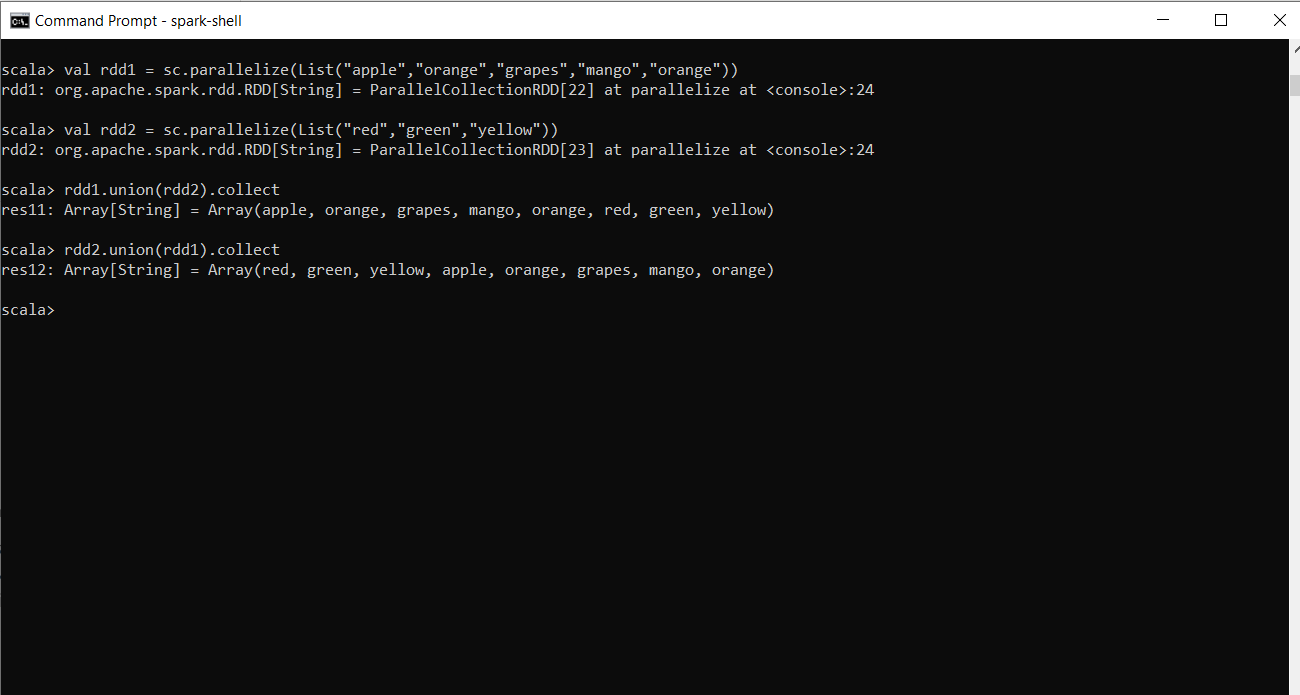 Command Prompt - spark-shell
scala> val rdd1 = sc.parallelize(List("apple","orange","grapes","mango","orange"))
rdd1: org.apache.spark.rdd.RDD[String] = ParallelCollectionRDD[22] at parallelize at <console>:24
scala> val rdd2 = sc.parallelize(List("red","green","yellow"))
rdd2: org.apache.spark.rdd.RDD[String] = ParallelCollectionRDD[23] at parallelize at <console>:24
scala> rdd1.union(rdd2).collect
res11: Array[String] = Array(apple, orange, grapes, mango, orange, red, green, yellow)
scala> rdd2.union(rdd1).collect
res12: Array[String] = Array(red, green, yellow, apple, orange, grapes, mango, orange)
scala>